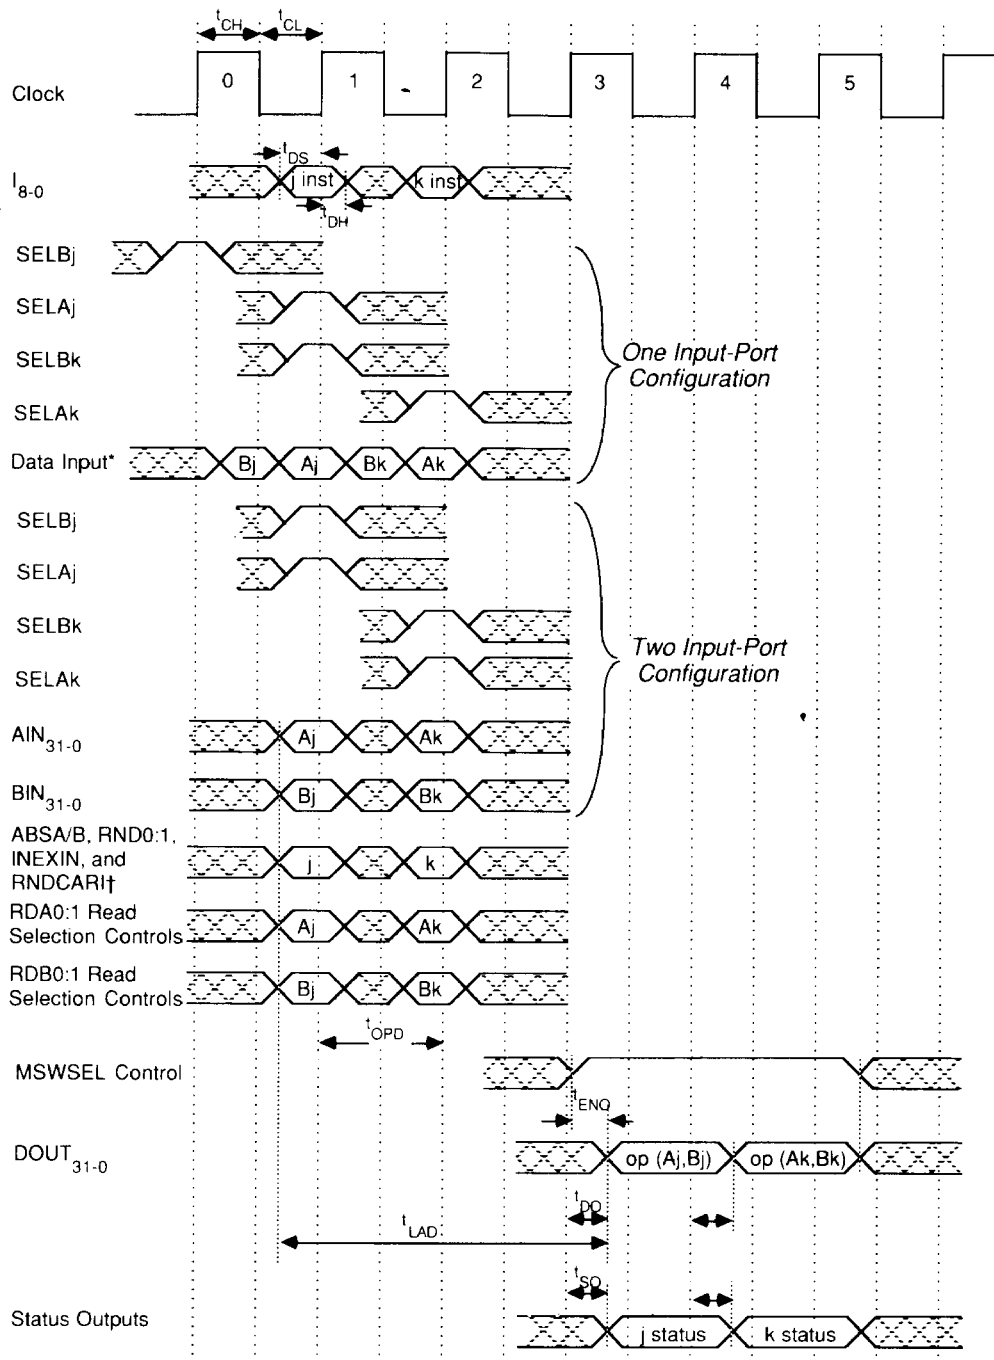 tCH tCL
Clock 0 1 2 3 4 5
tDS
I8-0 j inst k inst
tDH
SELBj
SELAj
SELBk
One Input-Port
Configuration
SELAk
Data Input* Bj Aj Bk Ak
SELBj
SELAj
SELBk
Two Input-Port
Configuration
SELAk
AIN31-0 Aj Ak
BIN31-0 Bj Bk
ABSA/B, RND0:1,
INEXIN, and j k
RNDCARI†
RDA0:1 Read
Selection Controls Aj Ak
RDB0:1 Read
Selection Controls Bj Bk
tOPD
MSWSEL Control
tENO
DOUT31-0 op (Aj,Bj) op (Ak,Bk)
tDO
tLAD
tSO
Status Outputs j status k status